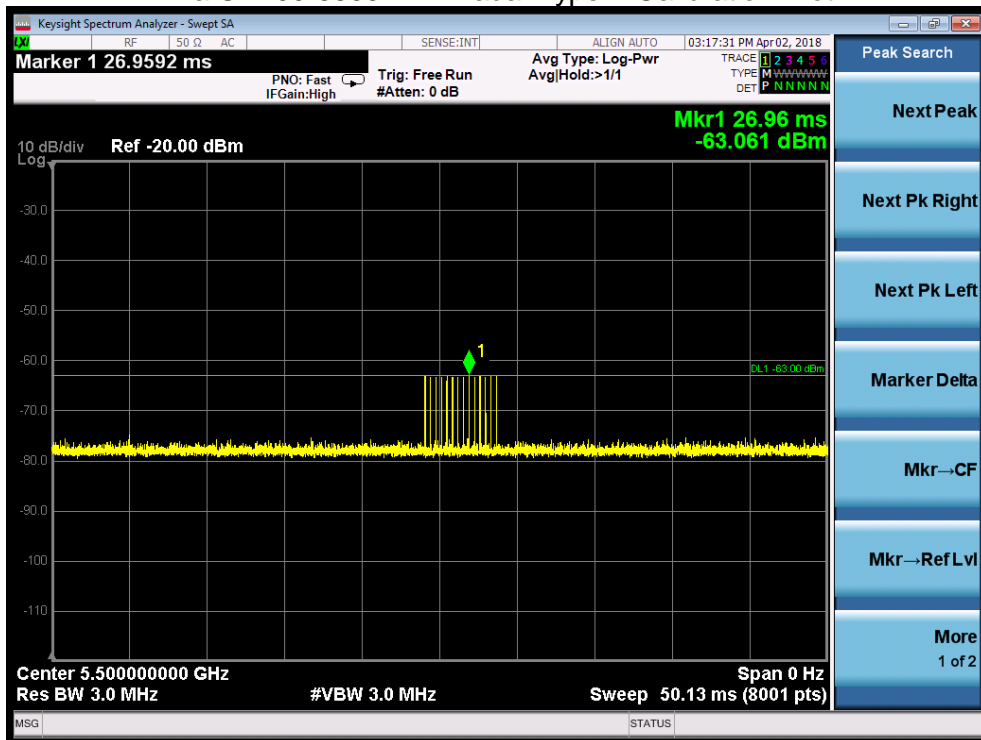 Keysight Spectrum Analyzer - Swept SA
LXI RF 50 Ω AC SENSE:INT ALIGN AUTO 03:17:31 PM Apr 02, 2018
Marker 1 26.9592 ms
PNO: Fast
IFGain:High
Trig: Free Run
#Atten: 0 dB
Avg Type: Log-Pwr
Avg|Hold:>1/1
TRACE 1 2 3 4 5 6
TYPE M WWWWW
DET P N N N N N
Peak Search
Mkr1 26.96 ms
-63.061 dBm
10 dB/div Ref -20.00 dBm
Log
-30.0
-40.0
-50.0
-60.0
-70.0
-80.0
-90.0
-100
-110
1
DL1 -63.00 dBm
Center 5.500000000 GHz
Span 0 Hz
Res BW 3.0 MHz
#VBW 3.0 MHz
Sweep 50.13 ms (8001 pts)
MSG
STATUS
Next Peak
Next Pk Right
Next Pk Left
Marker Delta
Mkr→CF
Mkr→Ref Lvl
More
1 of 2